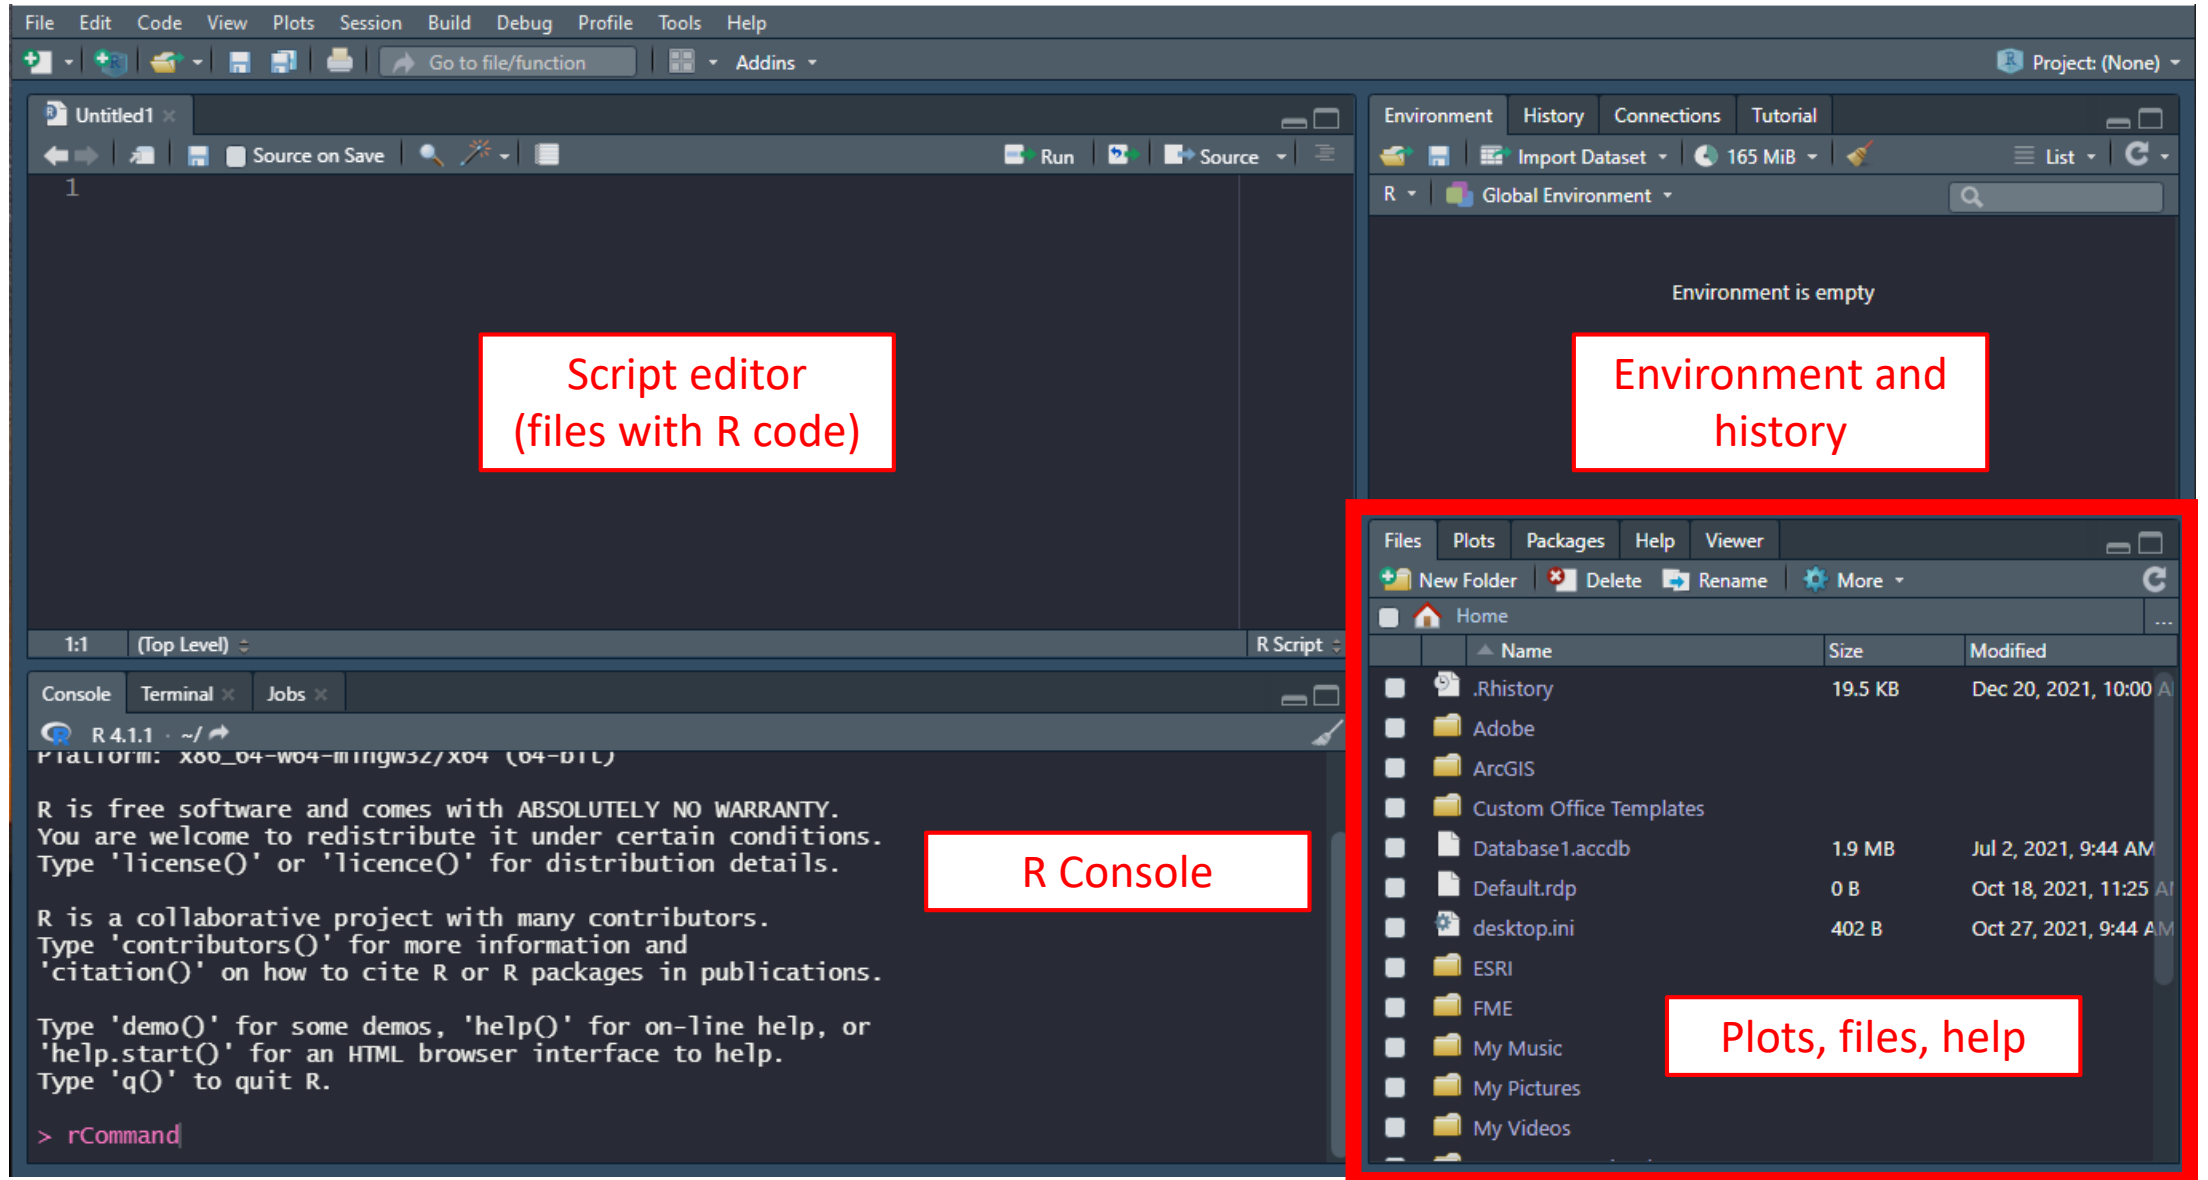 File Edit Code View Plots Session Build Debug Profile Tools Help
Go to file/function Addins Project: (None)
Untitled1
Source on Save Run Source
1
Script editor
(files with R code)
1:1 (Top Level) R Script
Console Terminal Jobs
R 4.1.1 · ~/
Platform: x86_64-w64-mingw32/x64 (64-bit)
R is free software and comes with ABSOLUTELY NO WARRANTY.
You are welcome to redistribute it under certain conditions.
Type 'license()' or 'licence()' for distribution details.
R is a collaborative project with many contributors.
Type 'contributors()' for more information and
'citation()' on how to cite R or R packages in publications.
Type 'demo()' for some demos, 'help()' for on-line help, or
'help.start()' for an HTML browser interface to help.
Type 'q()' to quit R.
> rCommand
R Console
Environment History Connections Tutorial
Import Dataset 165 MiB List
R Global Environment
Environment is empty
Environment and
history
Files Plots Packages Help Viewer
New Folder Delete Rename More
Home ...
Name Size Modified
.Rhistory 19.5 KB Dec 20, 2021, 10:00 A
Adobe
ArcGIS
Custom Office Templates
Database1.accdb 1.9 MB Jul 2, 2021, 9:44 AM
Default.rdp 0 B Oct 18, 2021, 11:25 A
desktop.ini 402 B Oct 27, 2021, 9:44 AM
ESRI
FME
My Music
My Pictures
My Videos
Plots, files, help